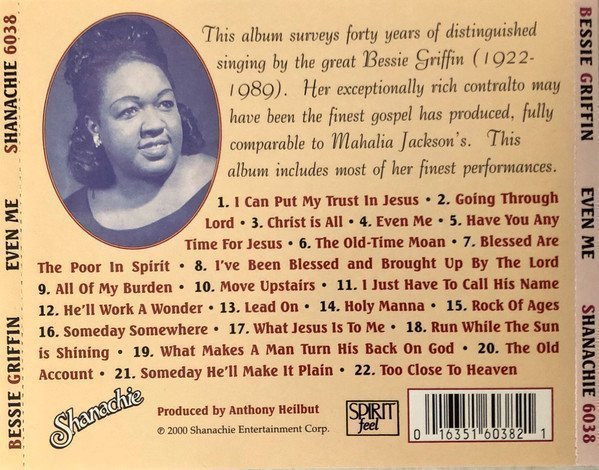 This album surveys forty years of distinguished
singing by the great Bessie Griffin (1922-
1989). Her exceptionally rich contralto may
have been the finest gospel has produced, fully
comparable to Mahalia Jackson's. This
album includes most of her finest performances.
1. I Can Put My Trust In Jesus • 2. Going Through
Lord • 3. Christ is All • 4. Even Me • 5. Have You Any
Time For Jesus • 6. The Old-Time Moan • 7. Blessed Are
The Poor In Spirit • 8. I've Been Blessed and Brought Up By The Lord
9. All Of My Burden • 10. Move Upstairs • 11. I Just Have To Call His Name
12. He'll Work A Wonder • 13. Lead On • 14. Holy Manna • 15. Rock Of Ages
16. Someday Somewhere • 17. What Jesus Is To Me • 18. Run While The Sun
is Shining • 19. What Makes A Man Turn His Back On God • 20. The Old
Account • 21. Someday He'll Make It Plain • 22. Too Close To Heaven
Shanachie
Produced by Anthony Heilbut
℗ 2000 Shanachie Entertainment Corp.
SPIRIT
feel
0 16351 60382 1
BESSIE GRIFFIN EVEN ME SHANACHIE 6038
BESSIE GRIFFIN EVEN ME SHANACHIE 6038